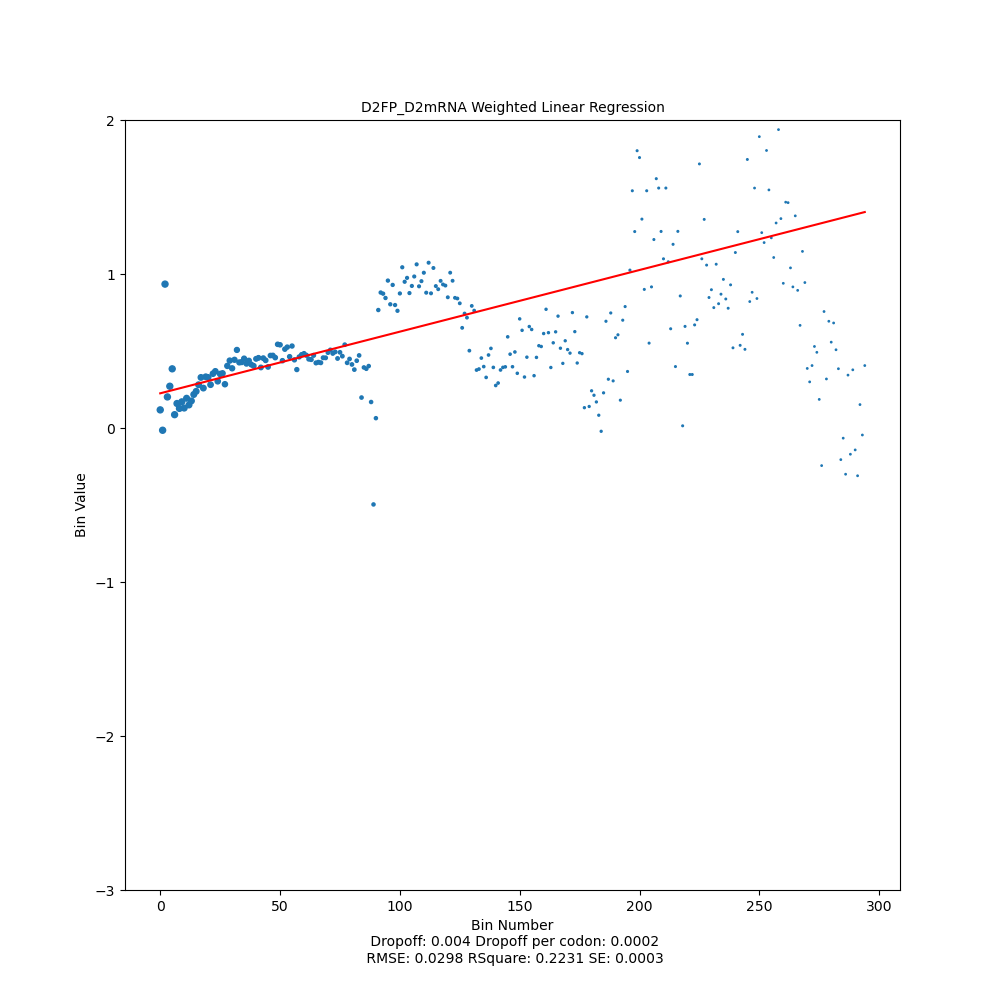 D2FP_D2mRNA Weighted Linear Regression
2
1
0
−1
−2
−3
Bin Value
0 50 100 150 200 250 300
Bin Number
Dropoff: 0.004 Dropoff per codon: 0.0002
RMSE: 0.0298 RSquare: 0.2231 SE: 0.0003